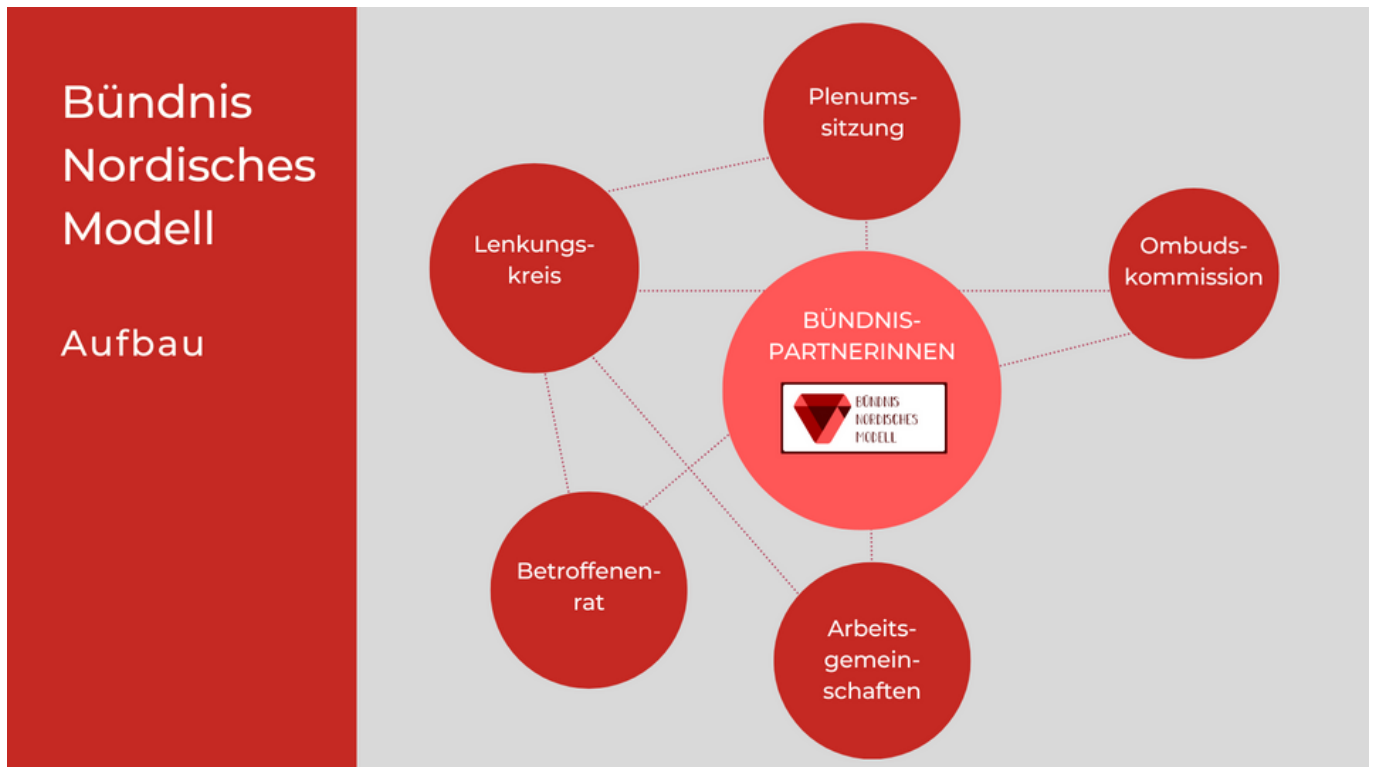 Bündnis
Nordisches
Modell
Aufbau
Plenums-
sitzung
Lenkungs-
kreis
Ombuds-
kommission
BÜNDNIS-
PARTNERINNEN
BÜNDNIS
NORDISCHES
MODELL
Betroffenen-
rat
Arbeits-
gemein-
schaften